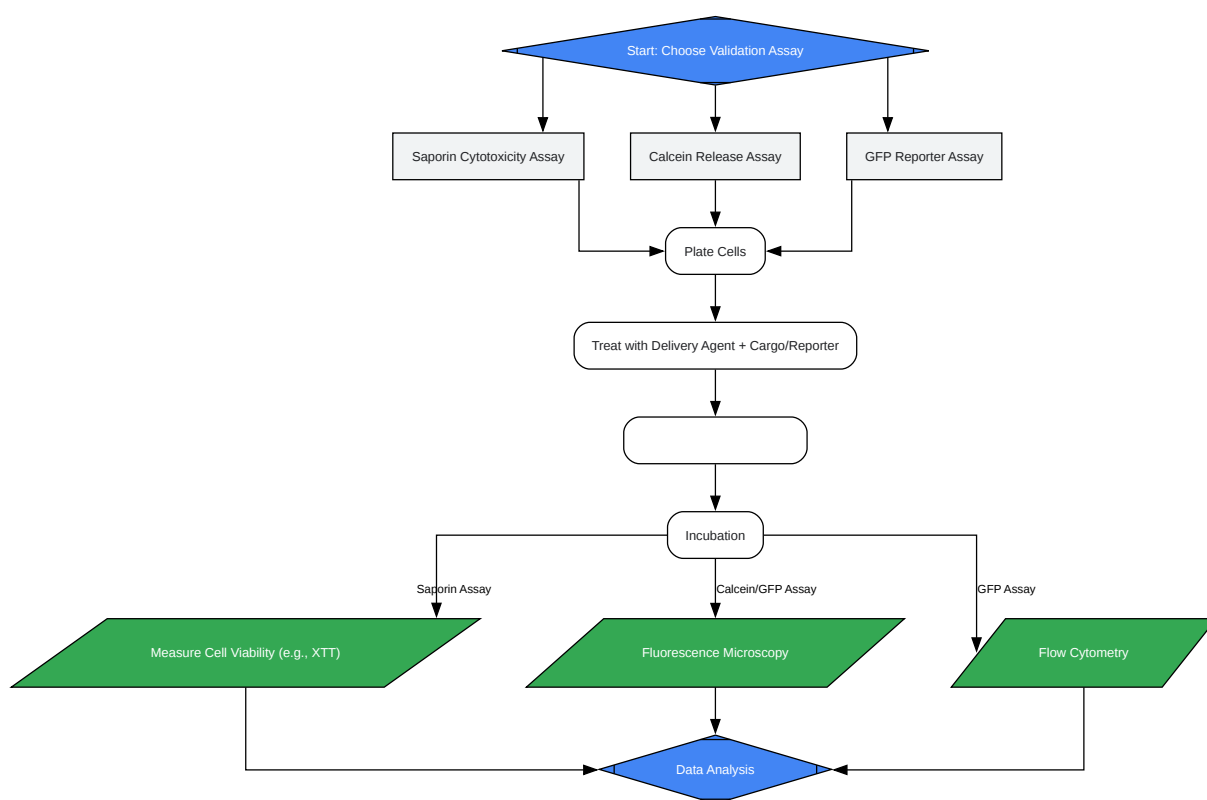 Start: Choose Validation Assay
Saporin Cytotoxicity Assay
Calcein Release Assay
GFP Reporter Assay
Plate Cells
Treat with Delivery Agent + Cargo/Reporter
Incubation
Saporin Assay
Calcein/GFP Assay
GFP Assay
Measure Cell Viability (e.g., XTT)
Fluorescence Microscopy
Flow Cytometry
Data Analysis